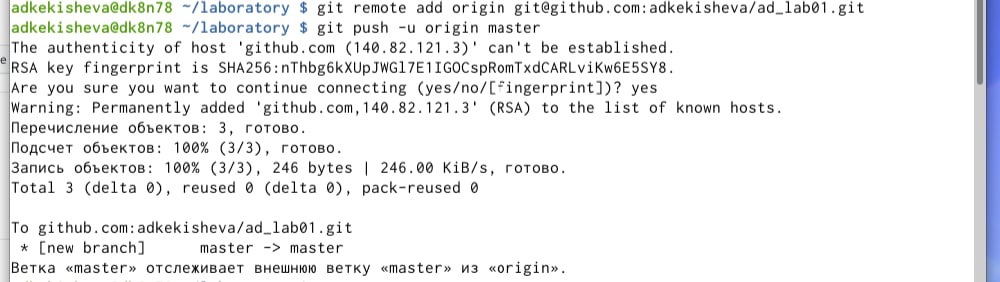 adkekisheva@dk8n78 ~/laboratory $ git remote add origin git@github.com:adkekisheva/ad_lab01.git
adkekisheva@dk8n78 ~/laboratory $ git push -u origin master
The authenticity of host 'github.com (140.82.121.3)' can't be established.
RSA key fingerprint is SHA256:nThbg6kXUpJWGl7E1IGOCspRomTxdCARLviKw6E5SY8.
Are you sure you want to continue connecting (yes/no/[fingerprint])? yes
Warning: Permanently added 'github.com,140.82.121.3' (RSA) to the list of known hosts.
Перечисление объектов: 3, готово.
Подсчет объектов: 100% (3/3), готово.
Запись объектов: 100% (3/3), 246 bytes | 246.00 KiB/s, готово.
Total 3 (delta 0), reused 0 (delta 0), pack-reused 0
To github.com:adkekisheva/ad_lab01.git
* [new branch] master -> master
Ветка «master» отслеживает внешнюю ветку «master» из «origin».